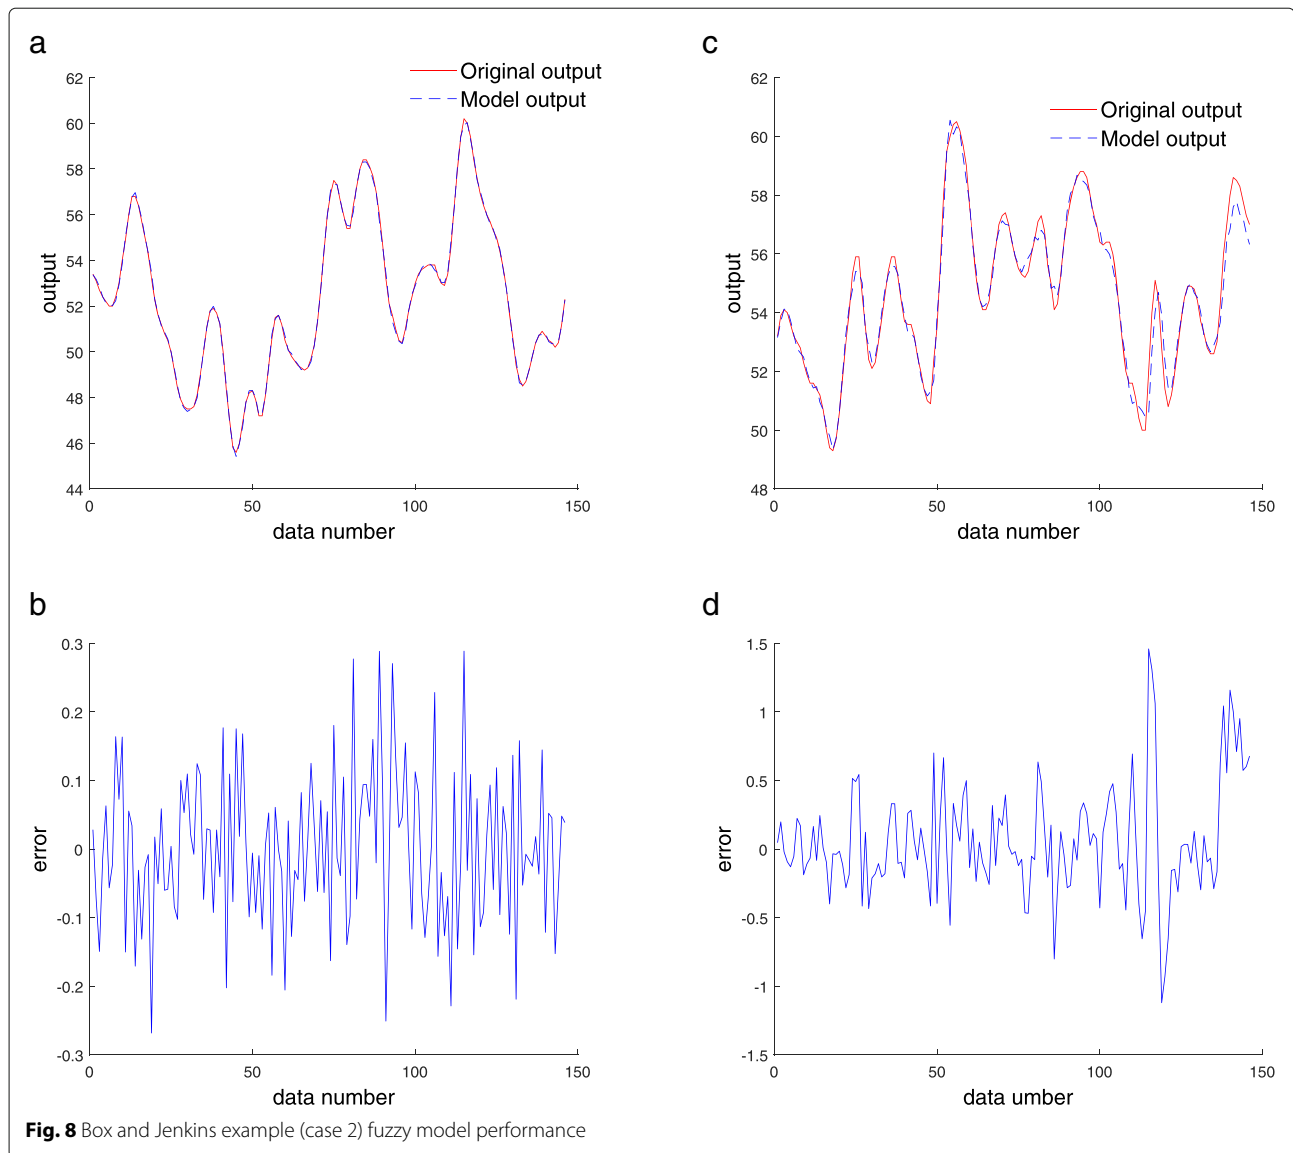 a
Original output
Model output
62
60
58
56
54
52
50
48
46
44
output
0
50
100
150
data number
c
Original output
Model output
62
60
58
56
54
52
50
48
output
0
50
100
150
data number
b
0.3
0.2
0.1
0
-0.1
-0.2
-0.3
error
0
50
100
150
data number
d
1.5
1
0.5
0
-0.5
-1
-1.5
error
0
50
100
150
data umber
Fig. 8 Box and Jenkins example (case 2) fuzzy model performance